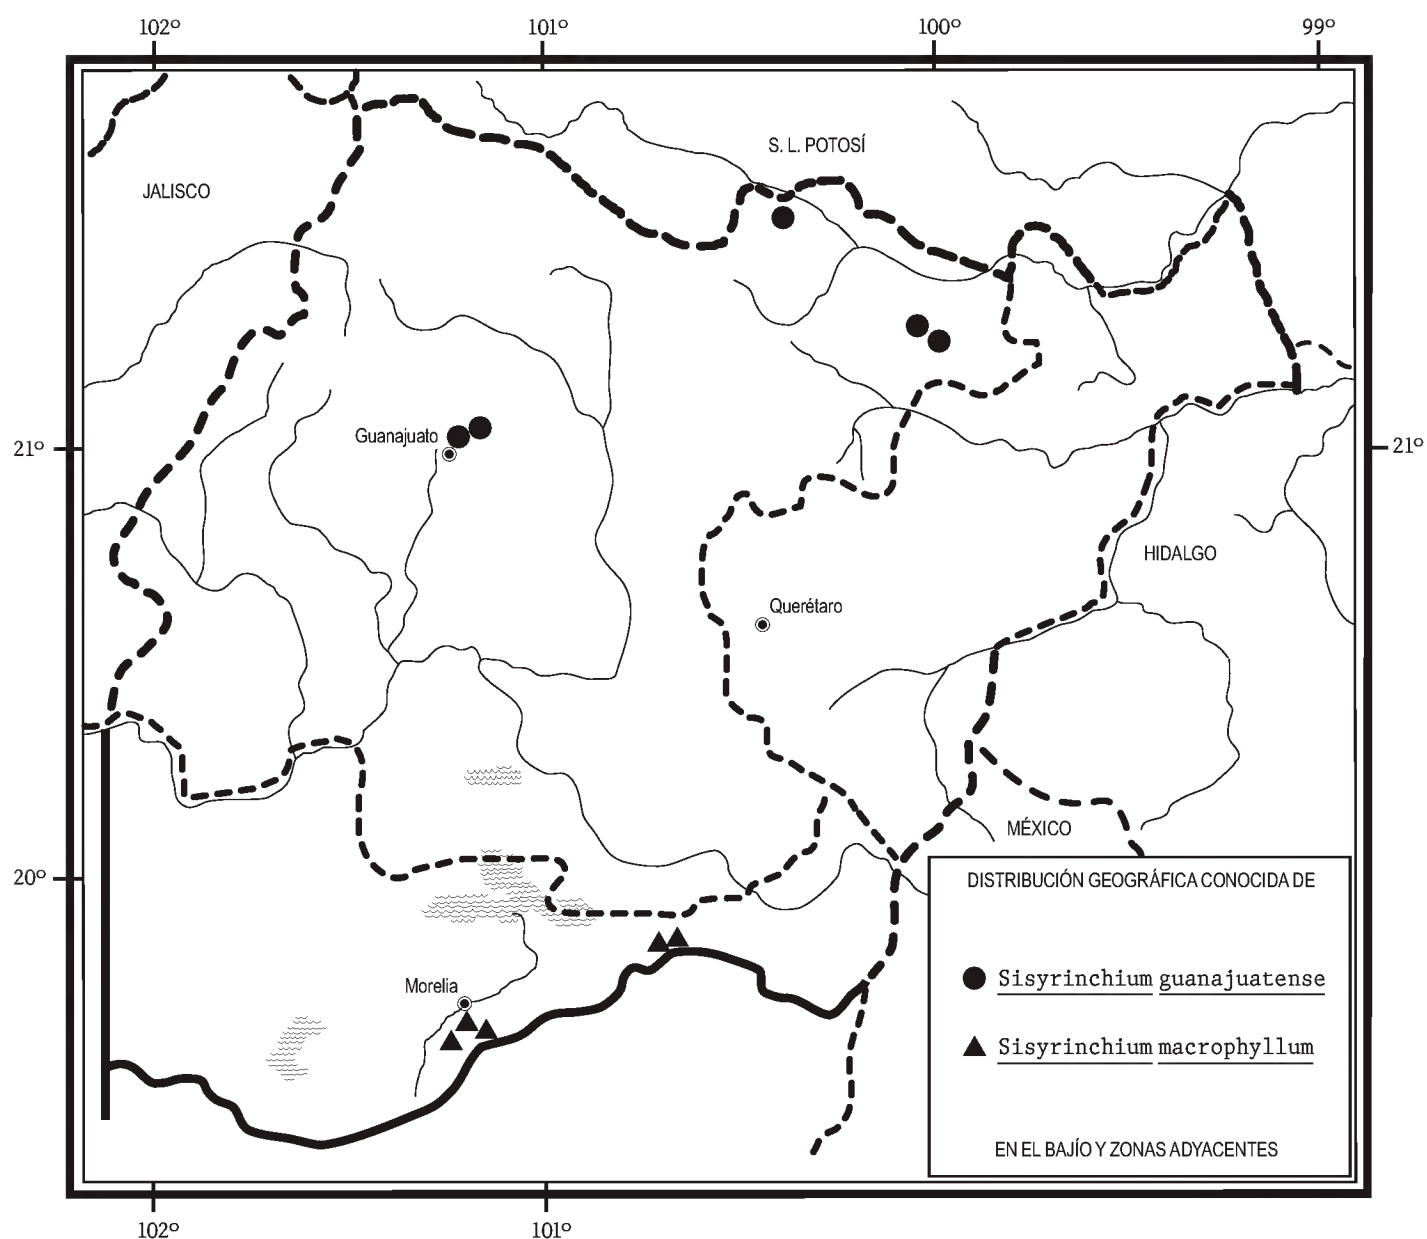 102º
101º
100º
99º
S. L. POTOSÍ
JALISCO
Guanajuato
21º
21º
HIDALGO
Querétaro
MÉXICO
20º
DISTRIBUCIÓN GEOGRÁFICA CONOCIDA DE
Sisyrinchium guanajuatense
Morelia
Sisyrinchium macrophyllum
EN EL BAJÍO Y ZONAS ADYACENTES
102º
101º